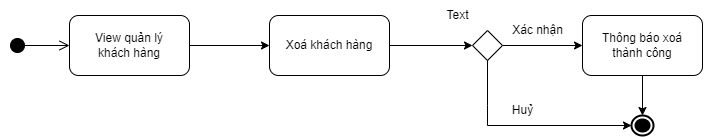 Text
View quản lý
khách hàng
Xoá khách hàng
Xác nhận
Thông báo xoá
thành công
Huỷ